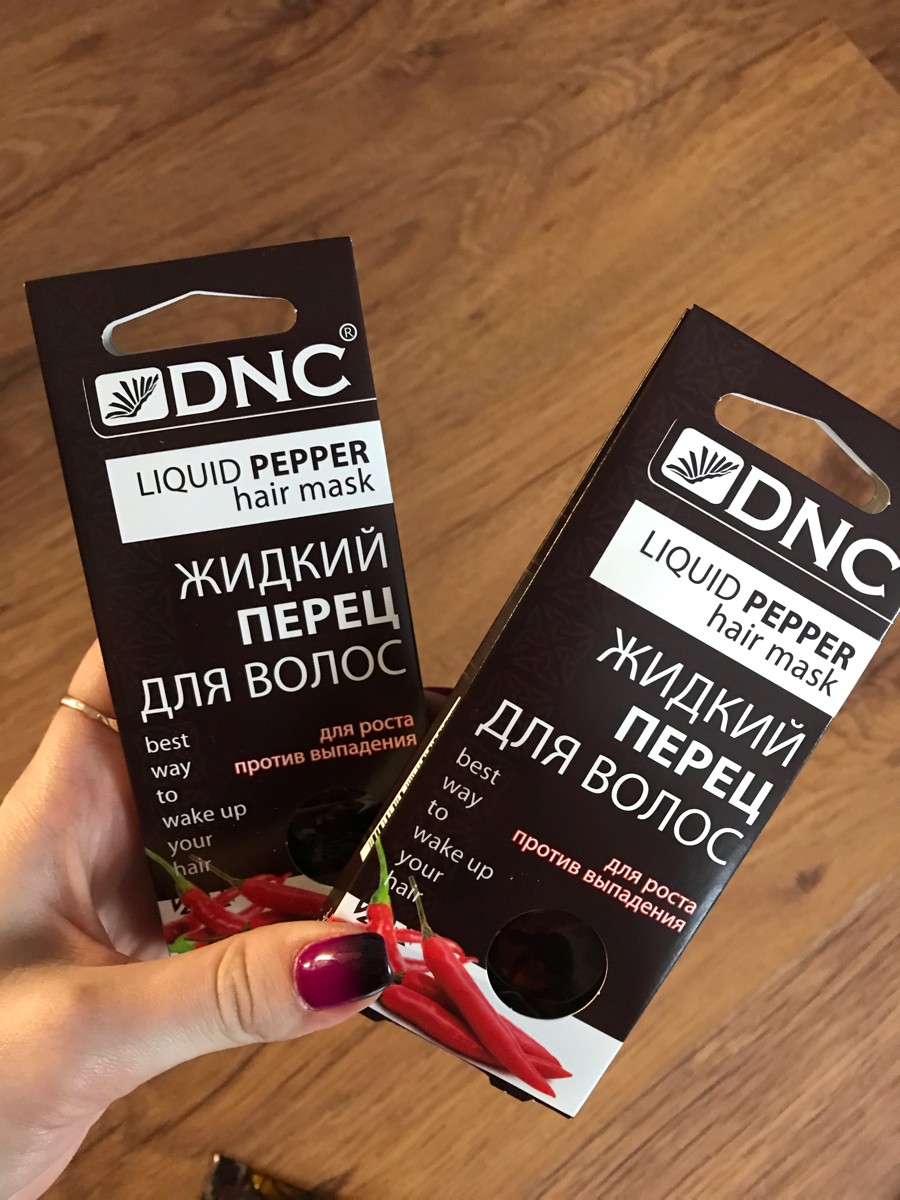 DNC®
LIQUID PEPPER
hair mask
ЖИДКИЙ
ПЕРЕЦ
ДЛЯ ВОЛОС
для роста
против выпадения
best
way
to
wake up
your
hair
DNC
LIQUID PEPPER
hair mask
ЖИДКИЙ
ПЕРЕЦ
ДЛЯ ВОЛОС
для роста
против выпадения
best
way
to
wake up
your
hair